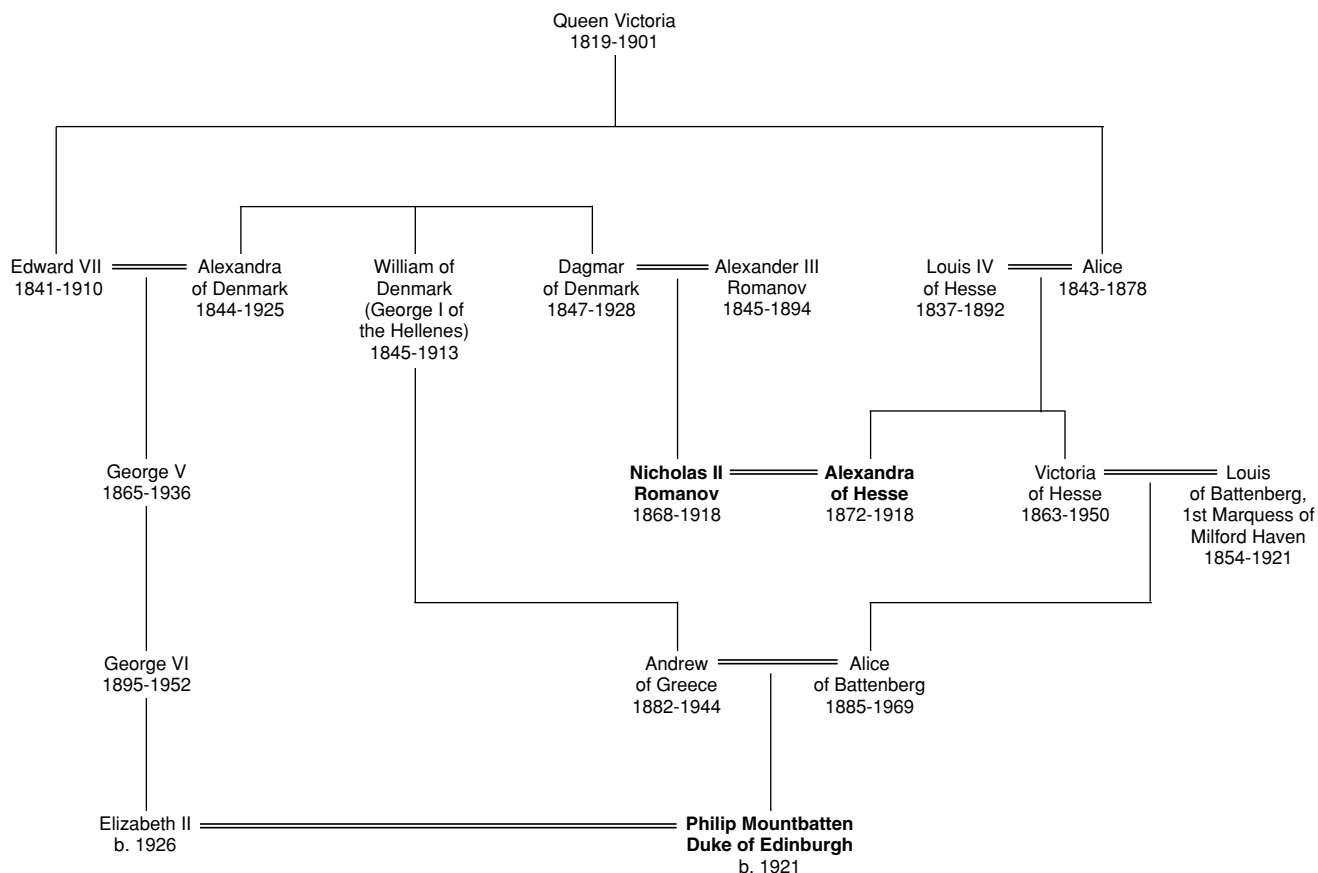 Queen Victoria
1819-1901
Edward VII
1841-1910
Alexandra
of Denmark
1844-1925
William of
Denmark
(George I of
the Hellenes)
1845-1913
Dagmar
of Denmark
1847-1928
Alexander III
Romanov
1845-1894
Louis IV
of Hesse
1837-1892
Alice
1843-1878
George V
1865-1936
Nicholas II
Romanov
1868-1918
Alexandra
of Hesse
1872-1918
Victoria
of Hesse
1863-1950
Louis
of Battenberg,
1st Marquess of
Milford Haven
1854-1921
George VI
1895-1952
Andrew
of Greece
1882-1944
Alice
of Battenberg
1885-1969
Elizabeth II
b. 1926
Philip Mountbatten
Duke of Edinburgh
b. 1921